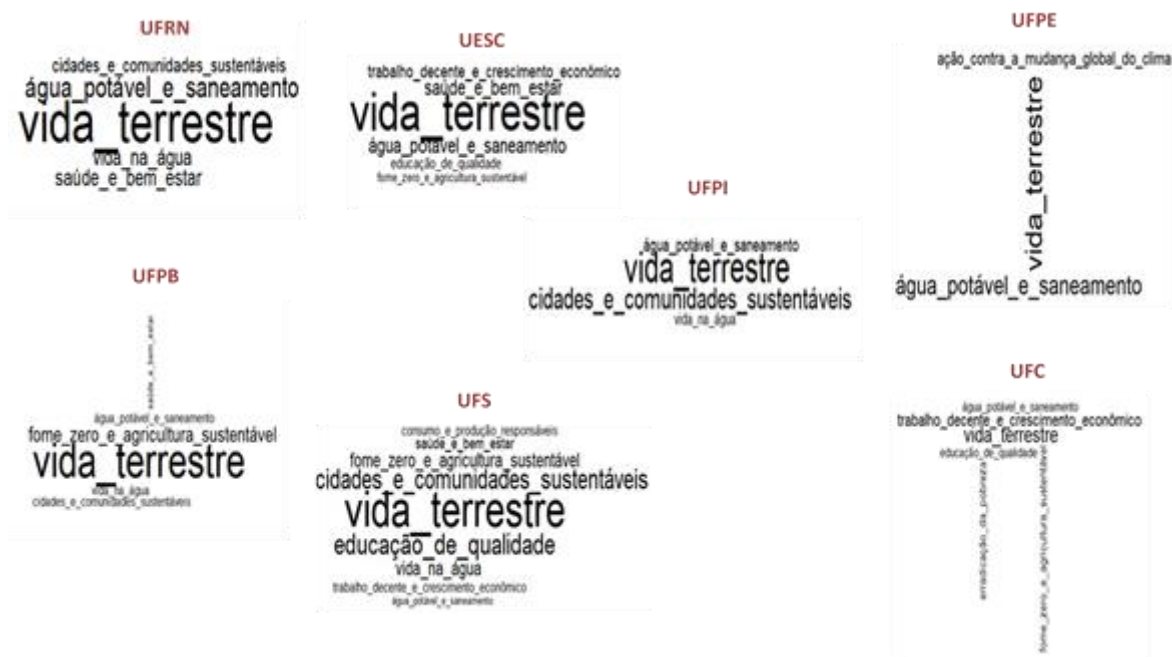 UFRN
cidades_e_comunidades_sustentáveis
água_potável_e_saneamento
vida_terrestre
vida_na_água
saúde_e_bem_estar
UESC
trabalho_decente_e_crescimento_econômico
saúde_e_bem_estar
vida_terrestre
água_potável_e_saneamento
educação_de_qualidade
fome_zero_e_agricultura_sustentável
UFPE
ação_contra_a_mudança_global_do_clima
vida_terrestre
água_potável_e_saneamento
UFPI
água_potável_e_saneamento
vida_terrestre
cidades_e_comunidades_sustentáveis
vida_na_água
UFPB
saúde_e_bem_estar
água_potável_e_saneamento
fome_zero_e_agricultura_sustentável
vida_terrestre
vida_na_água
cidades_e_comunidades_sustentáveis
UFS
consumo_e_produção_responsáveis
saúde_e_bem_estar
fome_zero_e_agricultura_sustentável
cidades_e_comunidades_sustentáveis
vida_terrestre
educação_de_qualidade
vida_na_água
trabalho_decente_e_crescimento_econômico
água_potável_e_saneamento
UFC
água_potável_e_saneamento
trabalho_decente_e_crescimento_econômico
vida_terrestre
educação_de_qualidade
erradicação_da_pobreza
fome_zero_e_agricultura_sustentável